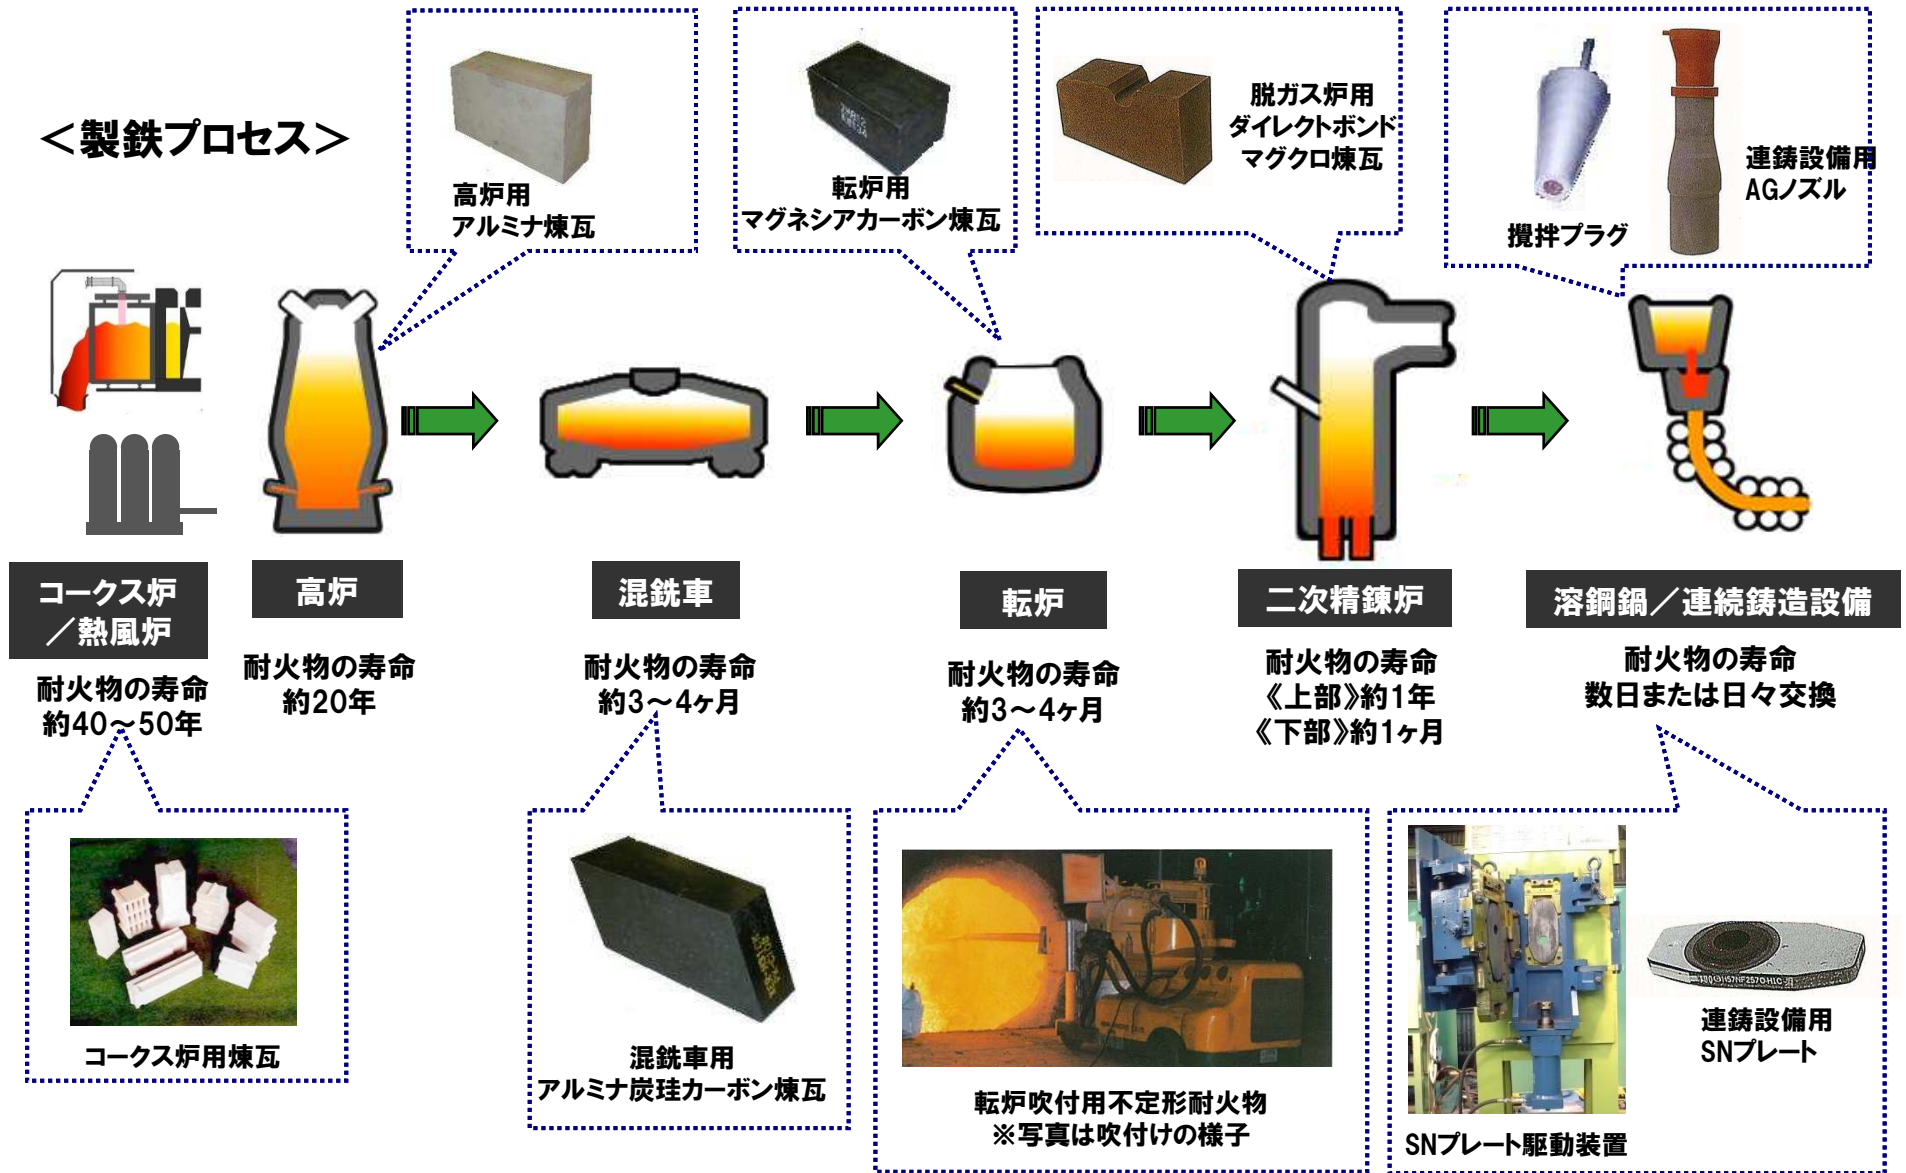 ＜製鉄プロセス＞
高炉用
アルミナ煉瓦
転炉用
マグネシアカーボン煉瓦
脱ガス炉用
ダイレクトボンド
マグクロ煉瓦
攪拌プラグ
連鋳設備用
AGノズル
コークス炉
／熱風炉
耐火物の寿命
約40～50年
高炉
耐火物の寿命
約20年
混銑車
耐火物の寿命
約3～4ヶ月
転炉
耐火物の寿命
約3～4ヶ月
二次精錬炉
耐火物の寿命
《上部》約1年
《下部》約1ヶ月
溶鋼鍋／連続鋳造設備
耐火物の寿命
数日または日々交換
コークス炉用煉瓦
混銑車用
アルミナ炭珪カーボン煉瓦
転炉吹付用不定形耐火物
※写真は吹付けの様子
SNプレート駆動装置
連鋳設備用
SNプレート